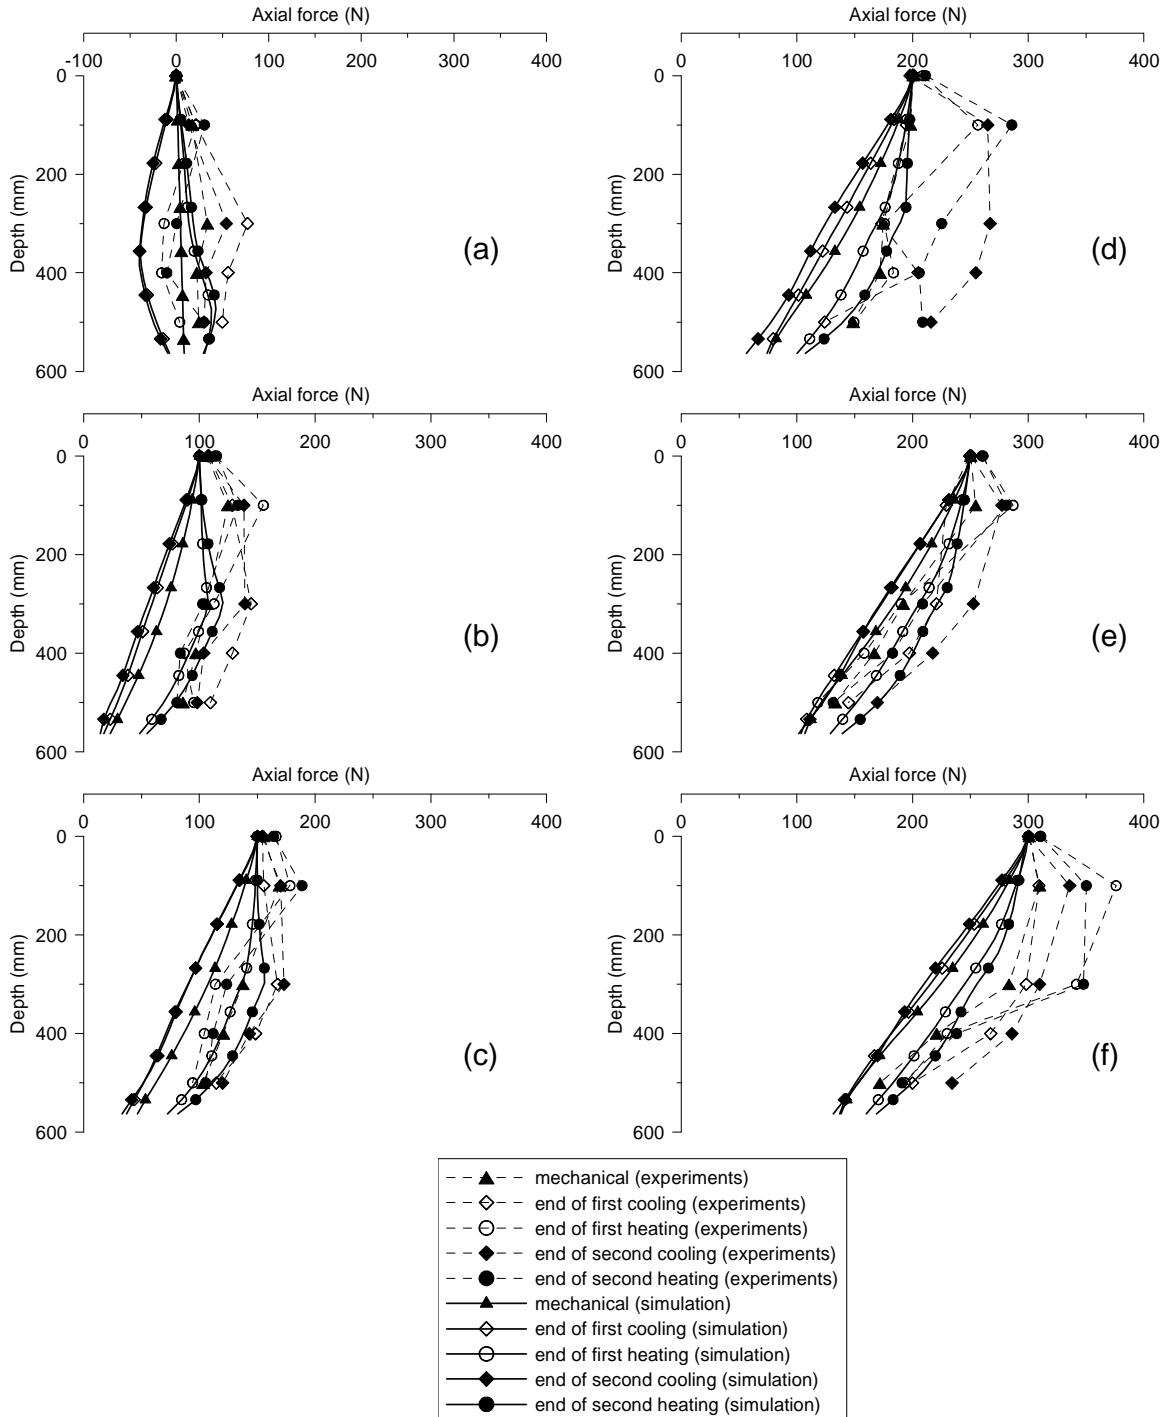 Axial force (N)
Axial force (N)
-100 0 100 200 300 400
0 100 200 300 400
0
200
400
600
Depth (mm)
(a)
0
200
400
600
Depth (mm)
(d)
Axial force (N)
Axial force (N)
0 100 200 300 400
0 100 200 300 400
0
200
400
600
Depth (mm)
(b)
0
200
400
600
Depth (mm)
(e)
Axial force (N)
Axial force (N)
0 100 200 300 400
0 100 200 300 400
0
200
400
600
Depth (mm)
(c)
0
200
400
600
Depth (mm)
(f)
mechanical (experiments)
end of first cooling (experiments)
end of first heating (experiments)
end of second cooling (experiments)
end of second heating (experiments)
mechanical (simulation)
end of first cooling (simulation)
end of first heating (simulation)
end of second cooling (simulation)
end of second heating (simulation)